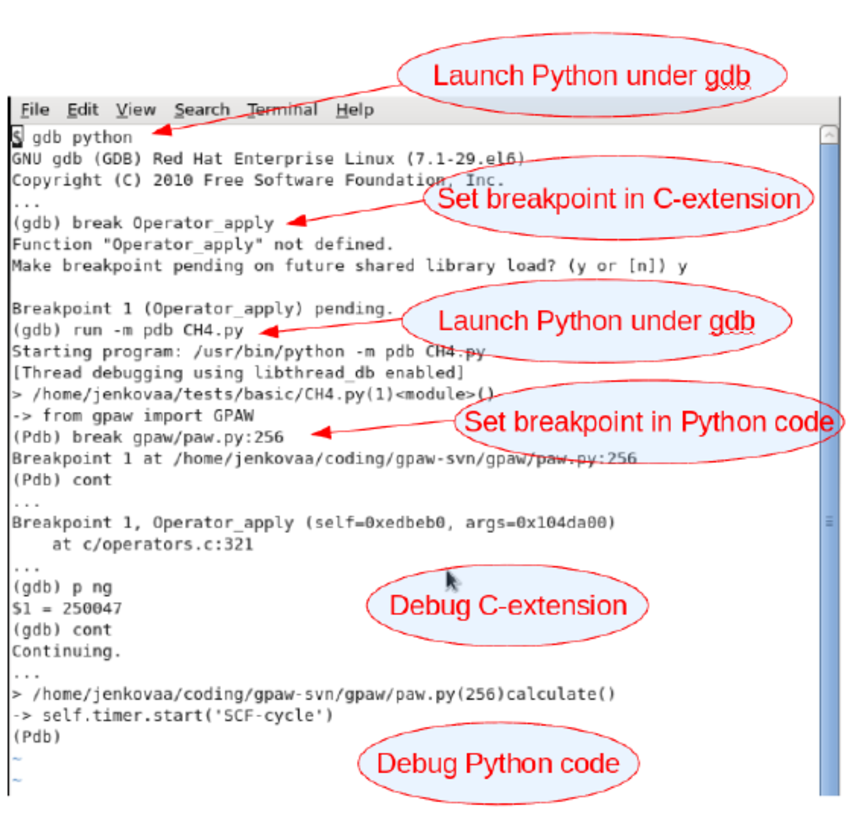 Launch Python under gdb
File Edit View Search Terminal Help
$ gdb python
GNU gdb (GDB) Red Hat Enterprise Linux (7.1-29.el6)
Copyright (C) 2010 Free Software Foundation, Inc.
...
Set breakpoint in C-extension
(gdb) break Operator_apply
Function "Operator_apply" not defined.
Make breakpoint pending on future shared library load? (y or [n]) y
Breakpoint 1 (Operator_apply) pending.
Launch Python under gdb
(gdb) run -m pdb CH4.py
Starting program: /usr/bin/python -m pdb CH4.py
[Thread debugging using libthread_db enabled]
> /home/jenkovaa/tests/basic/CH4.py(1)<module>()
-> from gpaw import GPAW
Set breakpoint in Python code
(Pdb) break gpaw/paw.py:256
Breakpoint 1 at /home/jenkovaa/coding/gpaw-svn/gpaw/paw.py:256
(Pdb) cont
...
Breakpoint 1, Operator_apply (self=0xedbeb0, args=0x104da00)
at c/operators.c:321
...
(gdb) p ng
$1 = 250047
Debug C-extension
(gdb) cont
Continuing.
...
> /home/jenkovaa/coding/gpaw-svn/gpaw/paw.py(256)calculate()
-> self.timer.start('SCF-cycle')
(Pdb)
~
Debug Python code
~